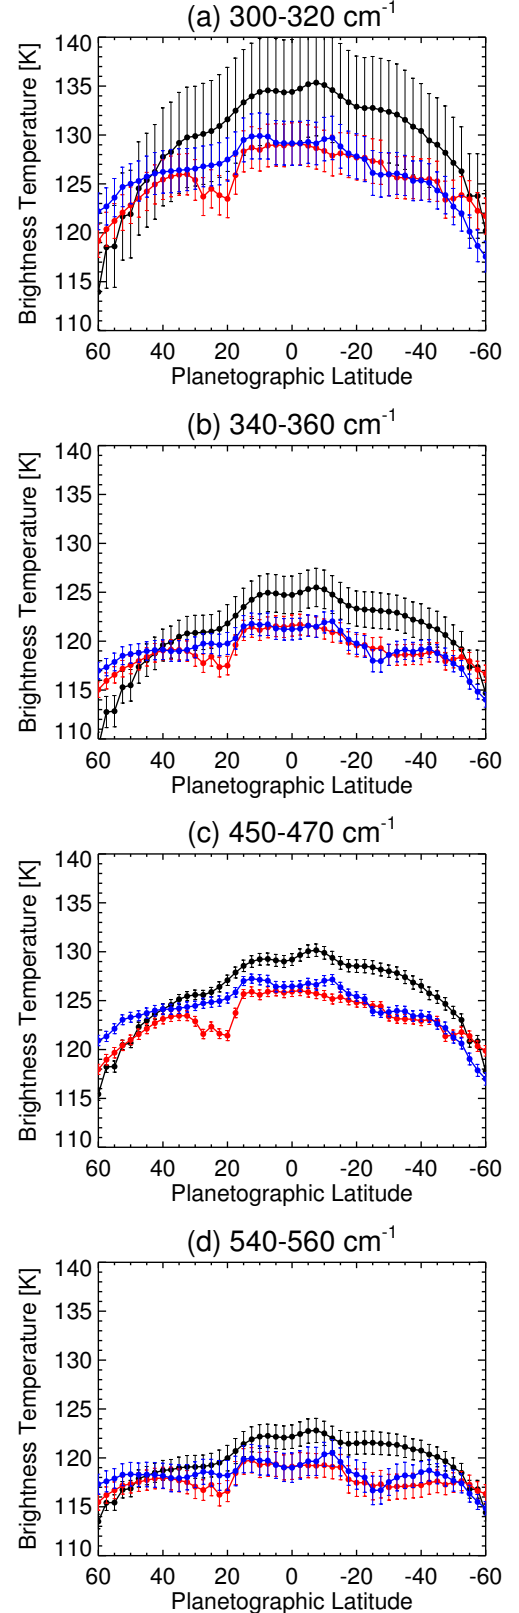 (a) 300-320 cm⁻¹
140
135
130
125
120
115
110
Brightness Temperature [K]
60 40 20 0 -20 -40 -60
Planetographic Latitude
(b) 340-360 cm⁻¹
140
135
130
125
120
115
110
Brightness Temperature [K]
60 40 20 0 -20 -40 -60
Planetographic Latitude
(c) 450-470 cm⁻¹
140
135
130
125
120
115
110
Brightness Temperature [K]
60 40 20 0 -20 -40 -60
Planetographic Latitude
(d) 540-560 cm⁻¹
140
135
130
125
120
115
110
Brightness Temperature [K]
60 40 20 0 -20 -40 -60
Planetographic Latitude